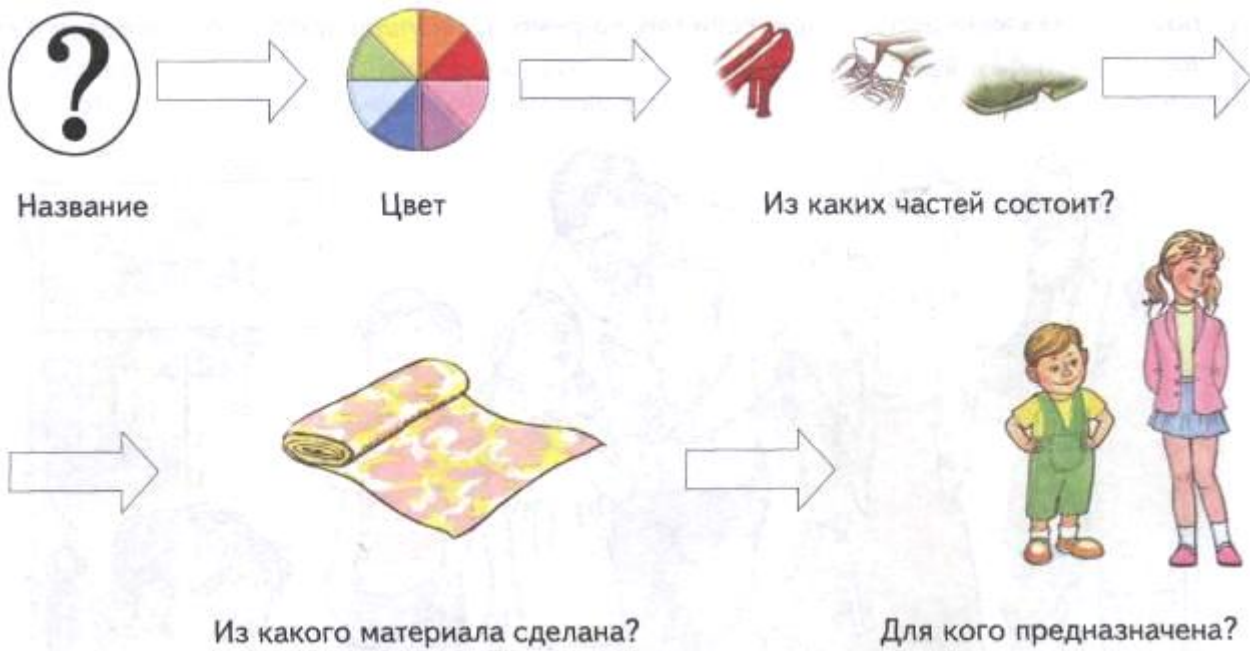 ?
Название
Цвет
Из каких частей состоит?
Из какого материала сделана?
Для кого предназначена?